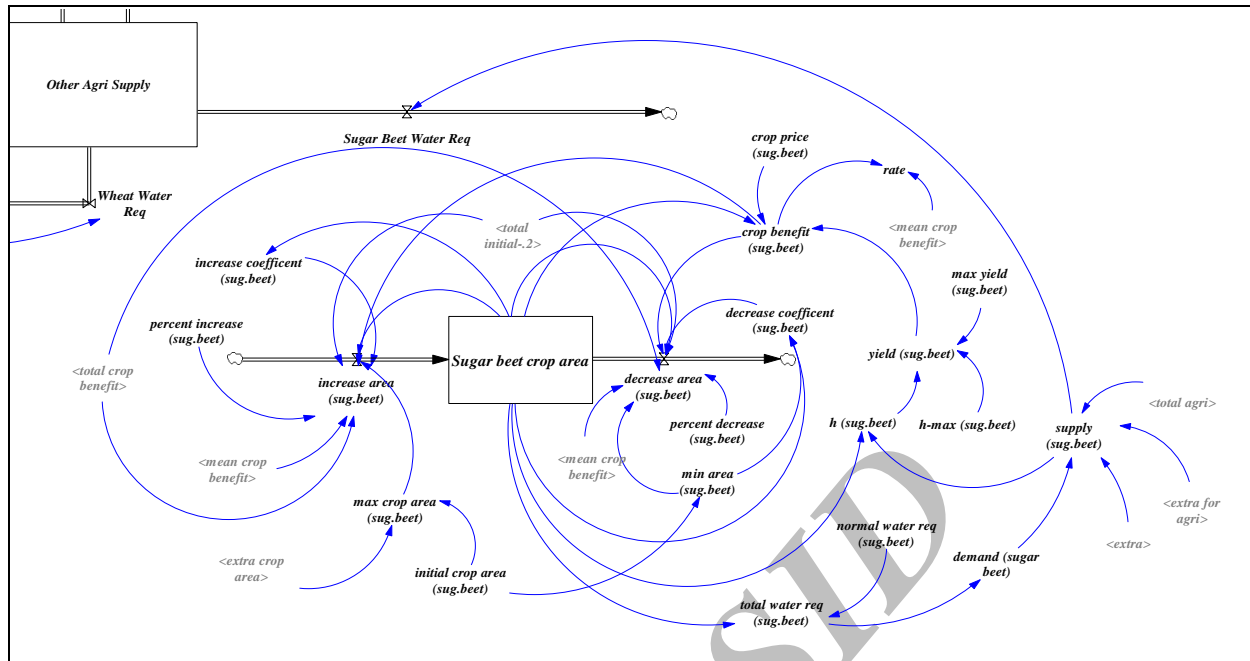 Other Agri Supply
Sugar Beet Water Req
Wheat Water
Req
crop price
(sug.beet)
rate
<mean crop
benefit>
<total
initial-.2>
crop benefit
(sug.beet)
increase coefficent
(sug.beet)
max yield
(sug.beet)
percent increase
(sug.beet)
decrease coefficent
(sug.beet)
Sugar beet crop area
yield (sug.beet)
<total crop
benefit>
increase area
(sug.beet)
decrease area
(sug.beet)
percent decrease
(sug.beet)
h (sug.beet)
h-max (sug.beet)
supply
(sug.beet)
<total agri>
<mean crop
benefit>
<mean crop
benefit>
min area
(sug.beet)
max crop area
(sug.beet)
normal water req
(sug.beet)
<extra for
agri>
<extra>
<extra crop
area>
initial crop area
(sug.beet)
demand (sugar
beet)
total water req
(sug.beet)
SID